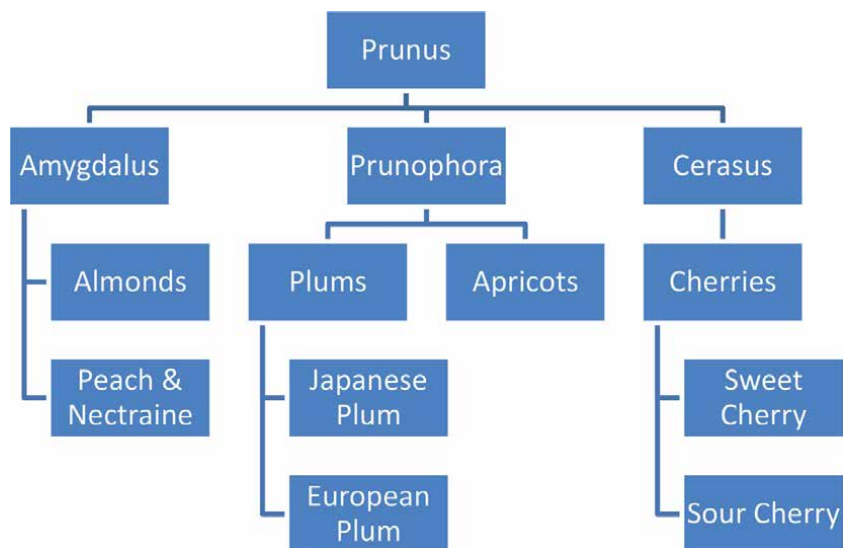 Prunus
Amygdalus
Prunophora
Cerasus
Almonds
Plums
Apricots
Cherries
Peach &
Nectraine
Japanese
Plum
Sweet
Cherry
European
Plum
Sour Cherry